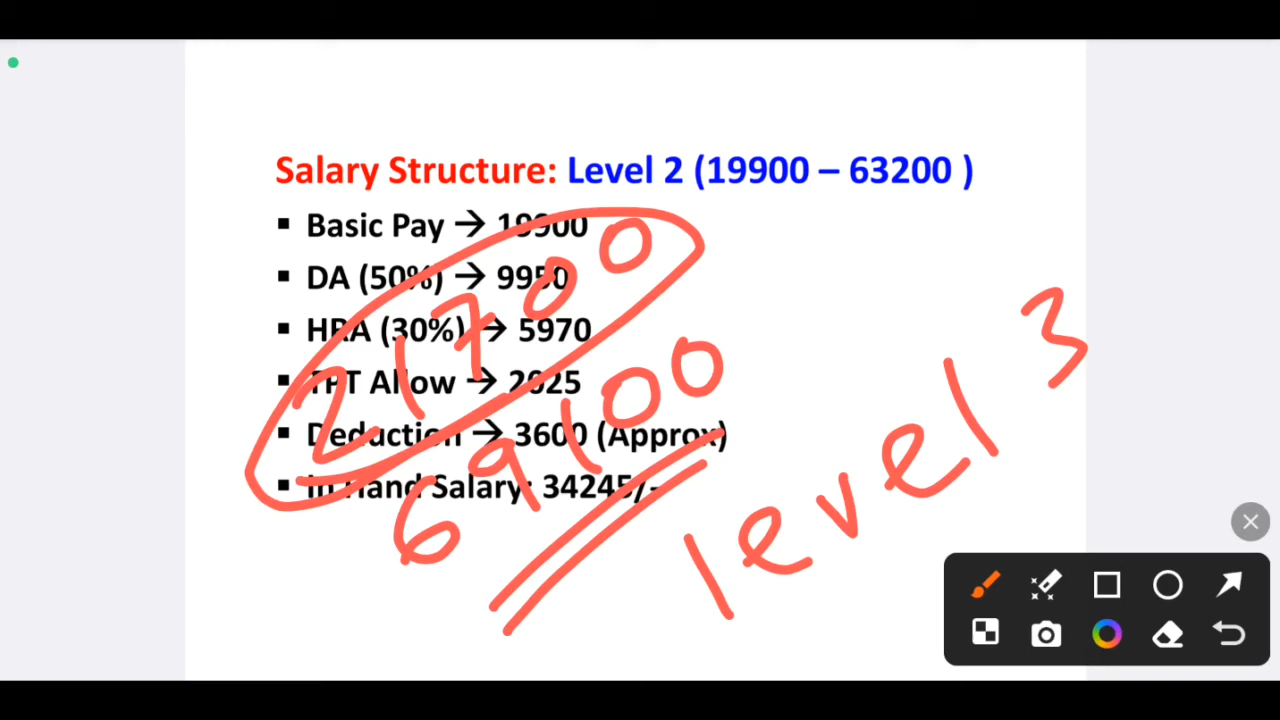 Salary Structure: Level 2 (19900 – 63200 )
▪ Basic Pay → 19900
▪ DA (50%) → 9950
▪ HRA (30%) → 5970
▪ TPT Allow → 2025
▪ Deduction → 3600 (Approx)
▪ In Hand Salary: 34245/-
21700
69100
level 3